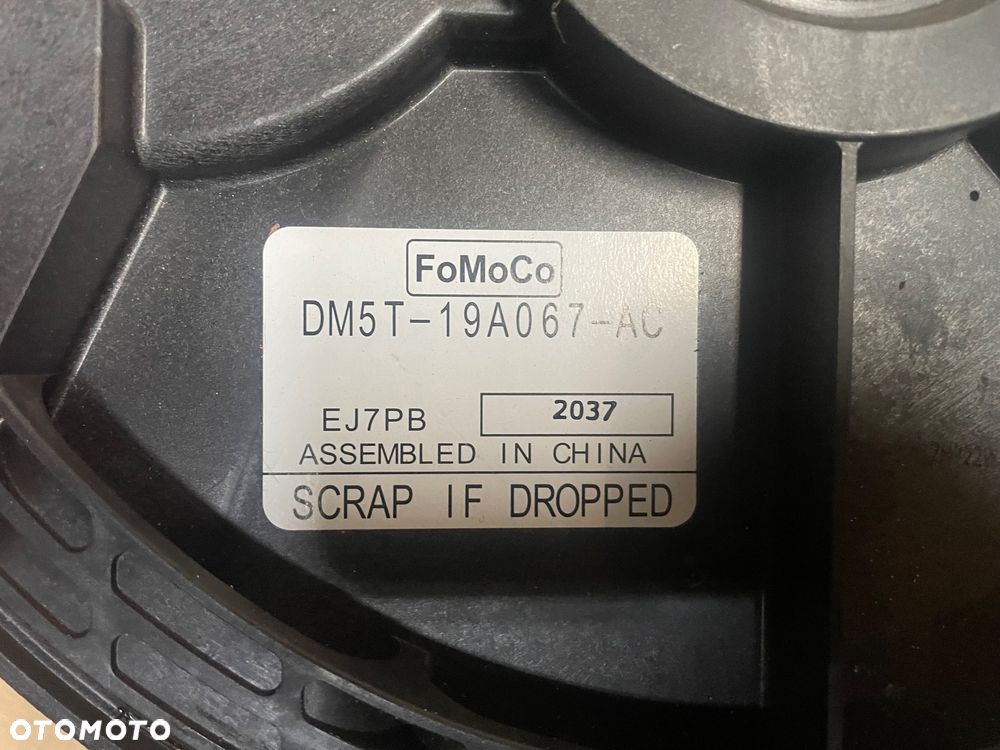 FoMoCo
DM5T-19A067-AC
EJ7PB 2037
ASSEMBLED IN CHINA
SCRAP IF DROPPED
OTOMOTO